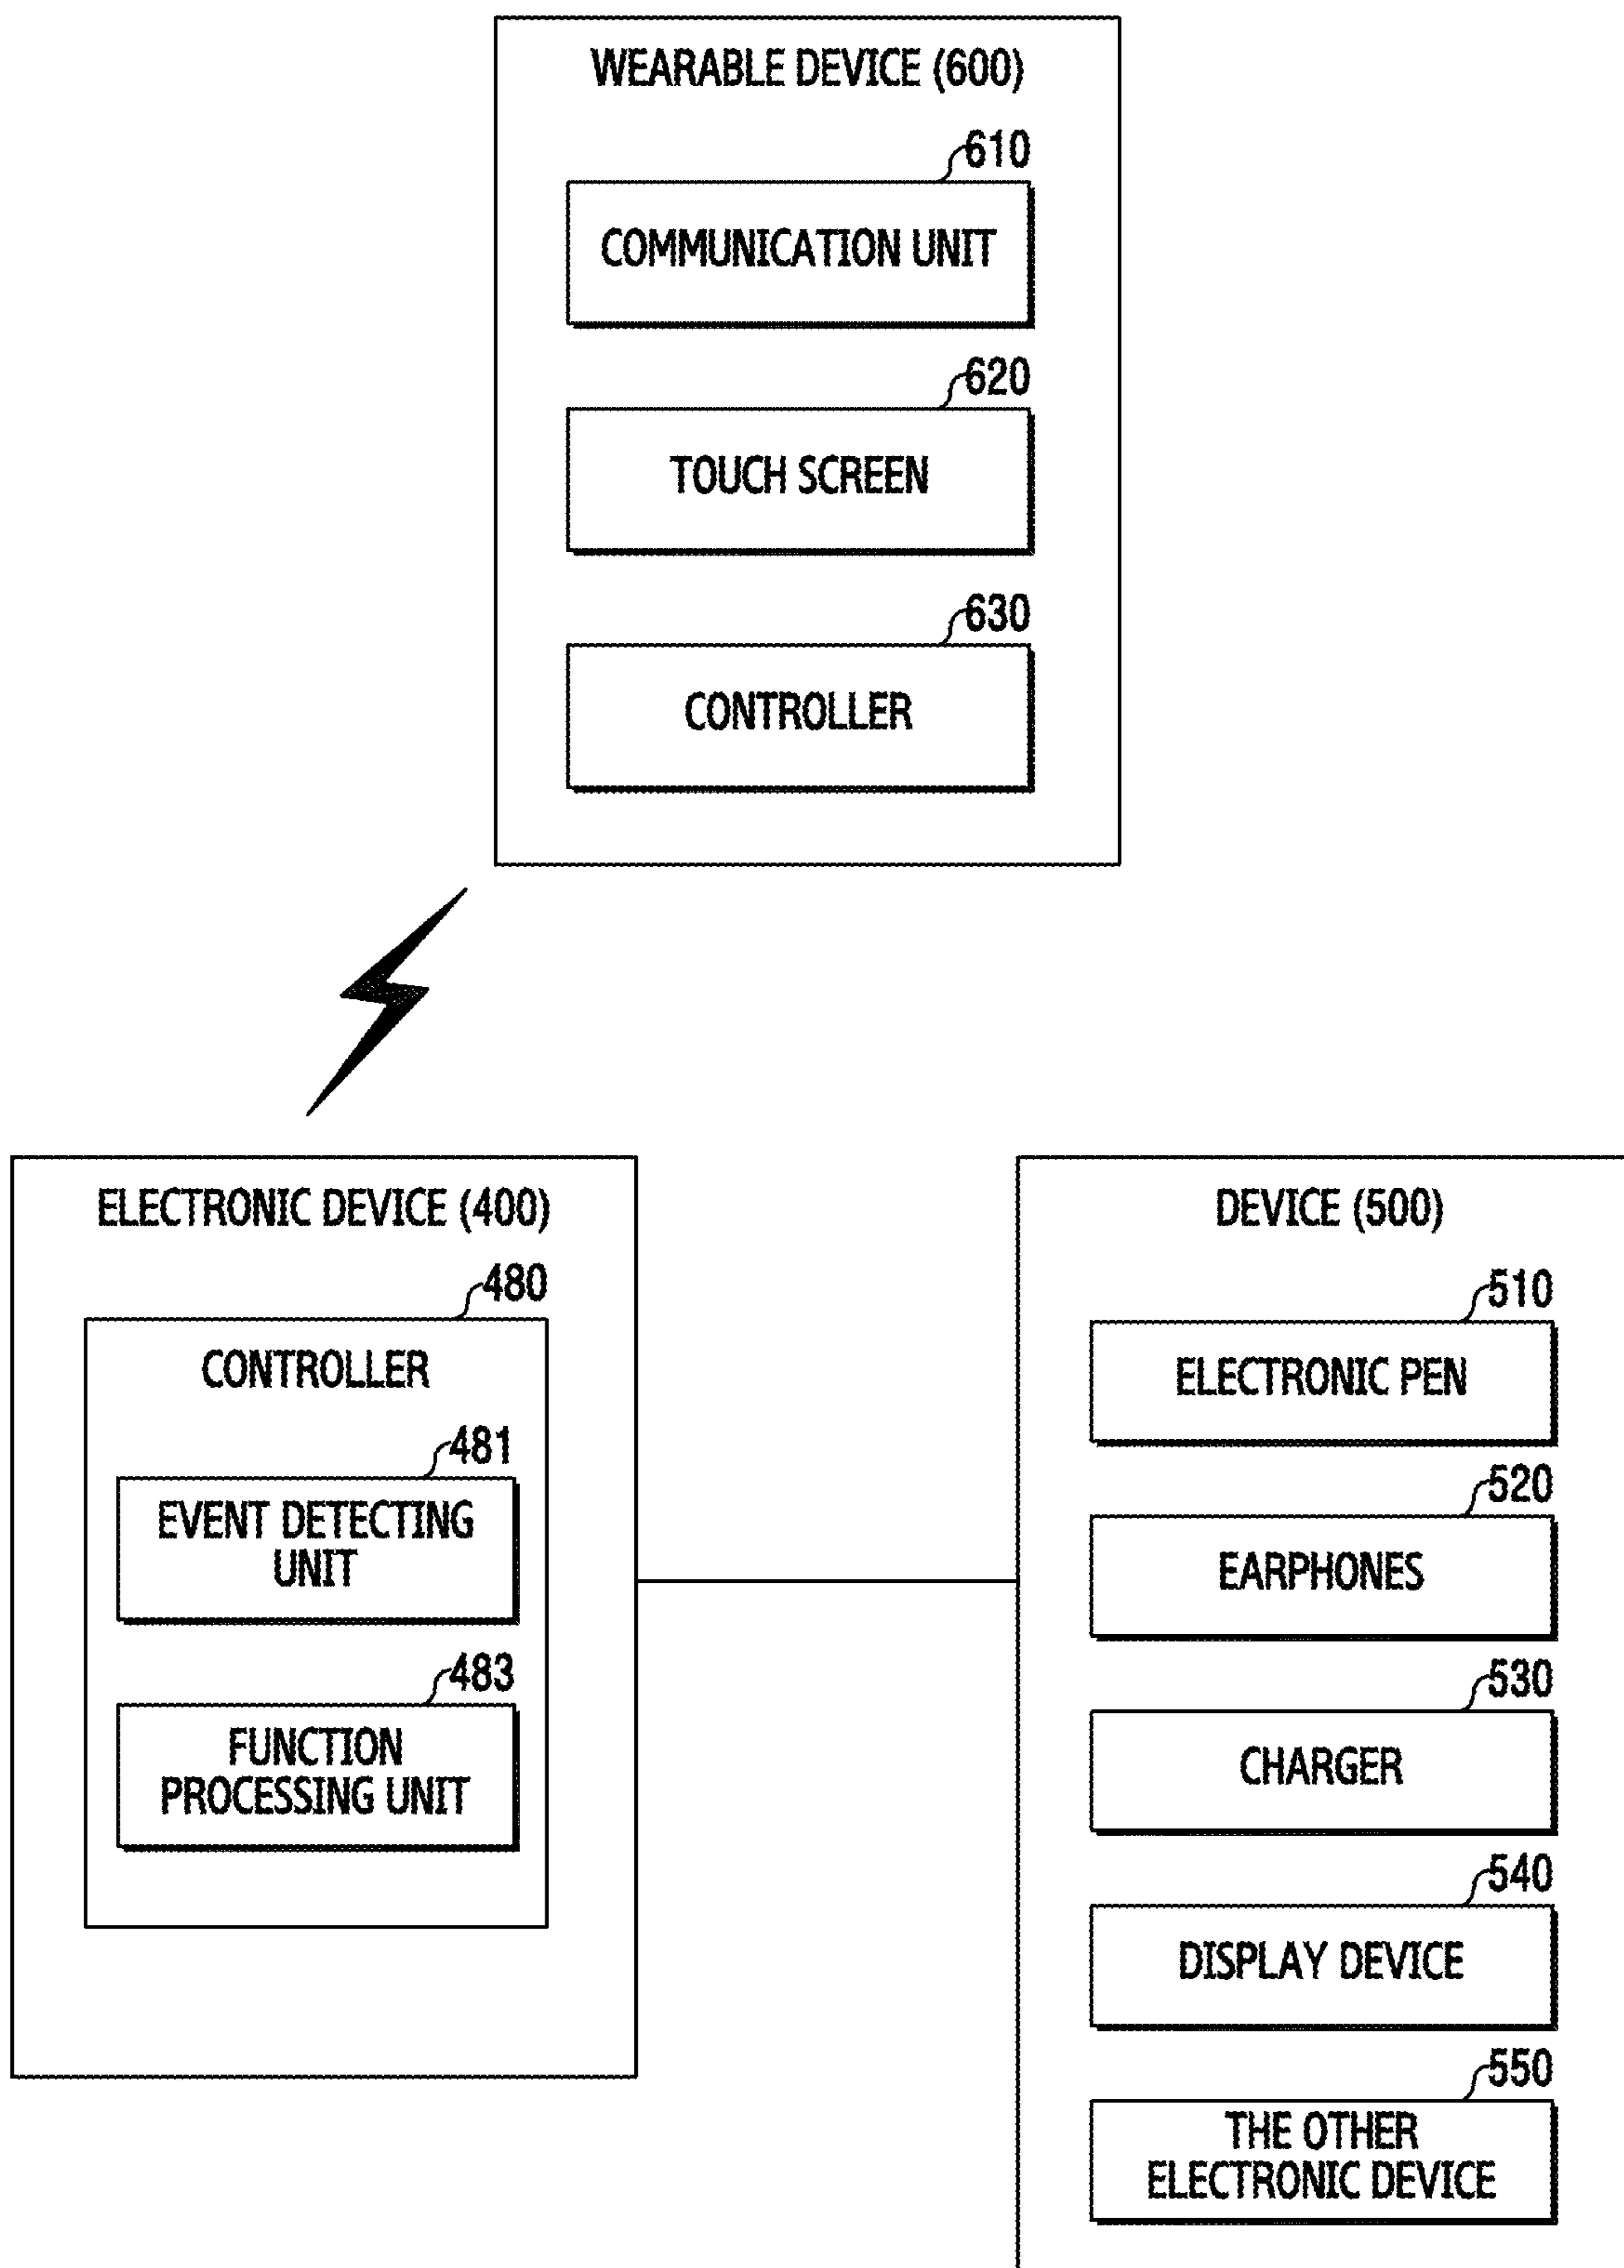 WEARABLE DEVICE (600)
610
COMMUNICATION UNIT
620
TOUCH SCREEN
630
CONTROLLER
ELECTRONIC DEVICE (400)
480
CONTROLLER
481
EVENT DETECTING
UNIT
483
FUNCTION
PROCESSING UNIT
DEVICE (500)
510
ELECTRONIC PEN
520
EARPHONES
530
CHARGER
540
DISPLAY DEVICE
550
THE OTHER
ELECTRONIC DEVICE